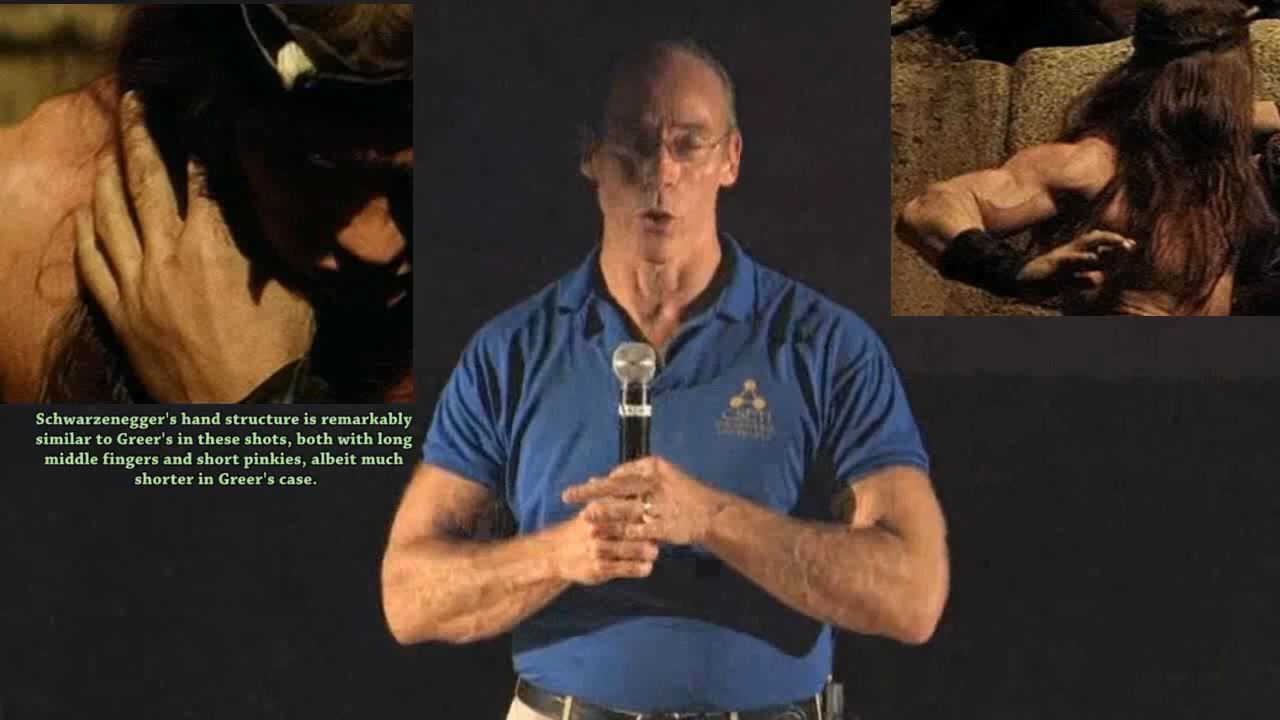 Schwarzenegger's hand structure is remarkably
similar to Greer's in these shots, both with long
middle fingers and short pinkies, albeit much
shorter in Greer's case.